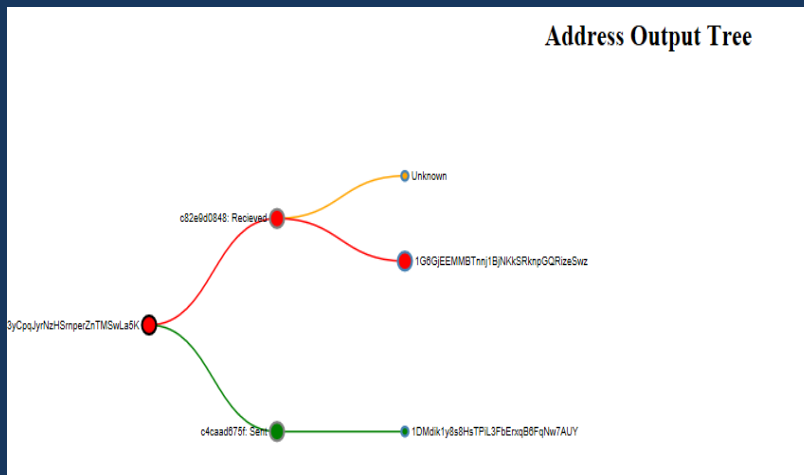 Address Output Tree
Unknown
c82e9d0848: Recieved
1G6GjEEMMBTnnj1BjNKkSRknpGQRizeSwz
3yCpqJyrNzHSmperZnTMSwLa5K
c4caad675f: Sent
1DMdik1y8s8HsTPiL3FbErxqB6FqNw7AUY